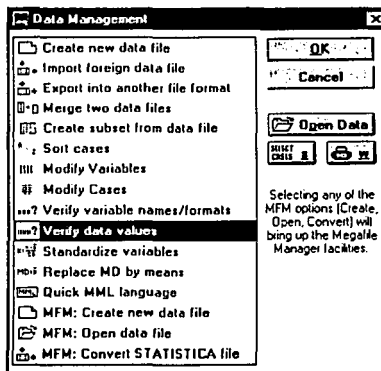 Data Management
Create new data file
Import foreign data file
Export into another file format
Merge two data files
Create subset from data file
Sort cases
Modify Variables
Modify Cases
Verify variable names/formats
Verify data values
Standardize variables
Replace MD by means
Quick MML language
MFM: Create new data file
MFM: Open data file
MFM: Convert STATISTICA file
OK
Cancel
Open Data
SELECT
CASES S
W
Selecting any of the
MFM options (Create,
Open, Convert) will
bring up the Megafile
Manager facilities.